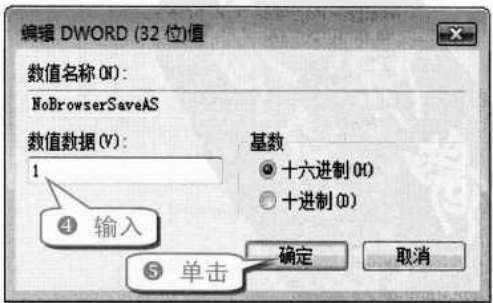 编辑 DWORD (32 位)值
数值名称(N):
NoBrowserSaveAS
数值数据(V):
1
基数
十六进制(H)
十进制(D)
❹ 输入
❺ 单击
确定
取消